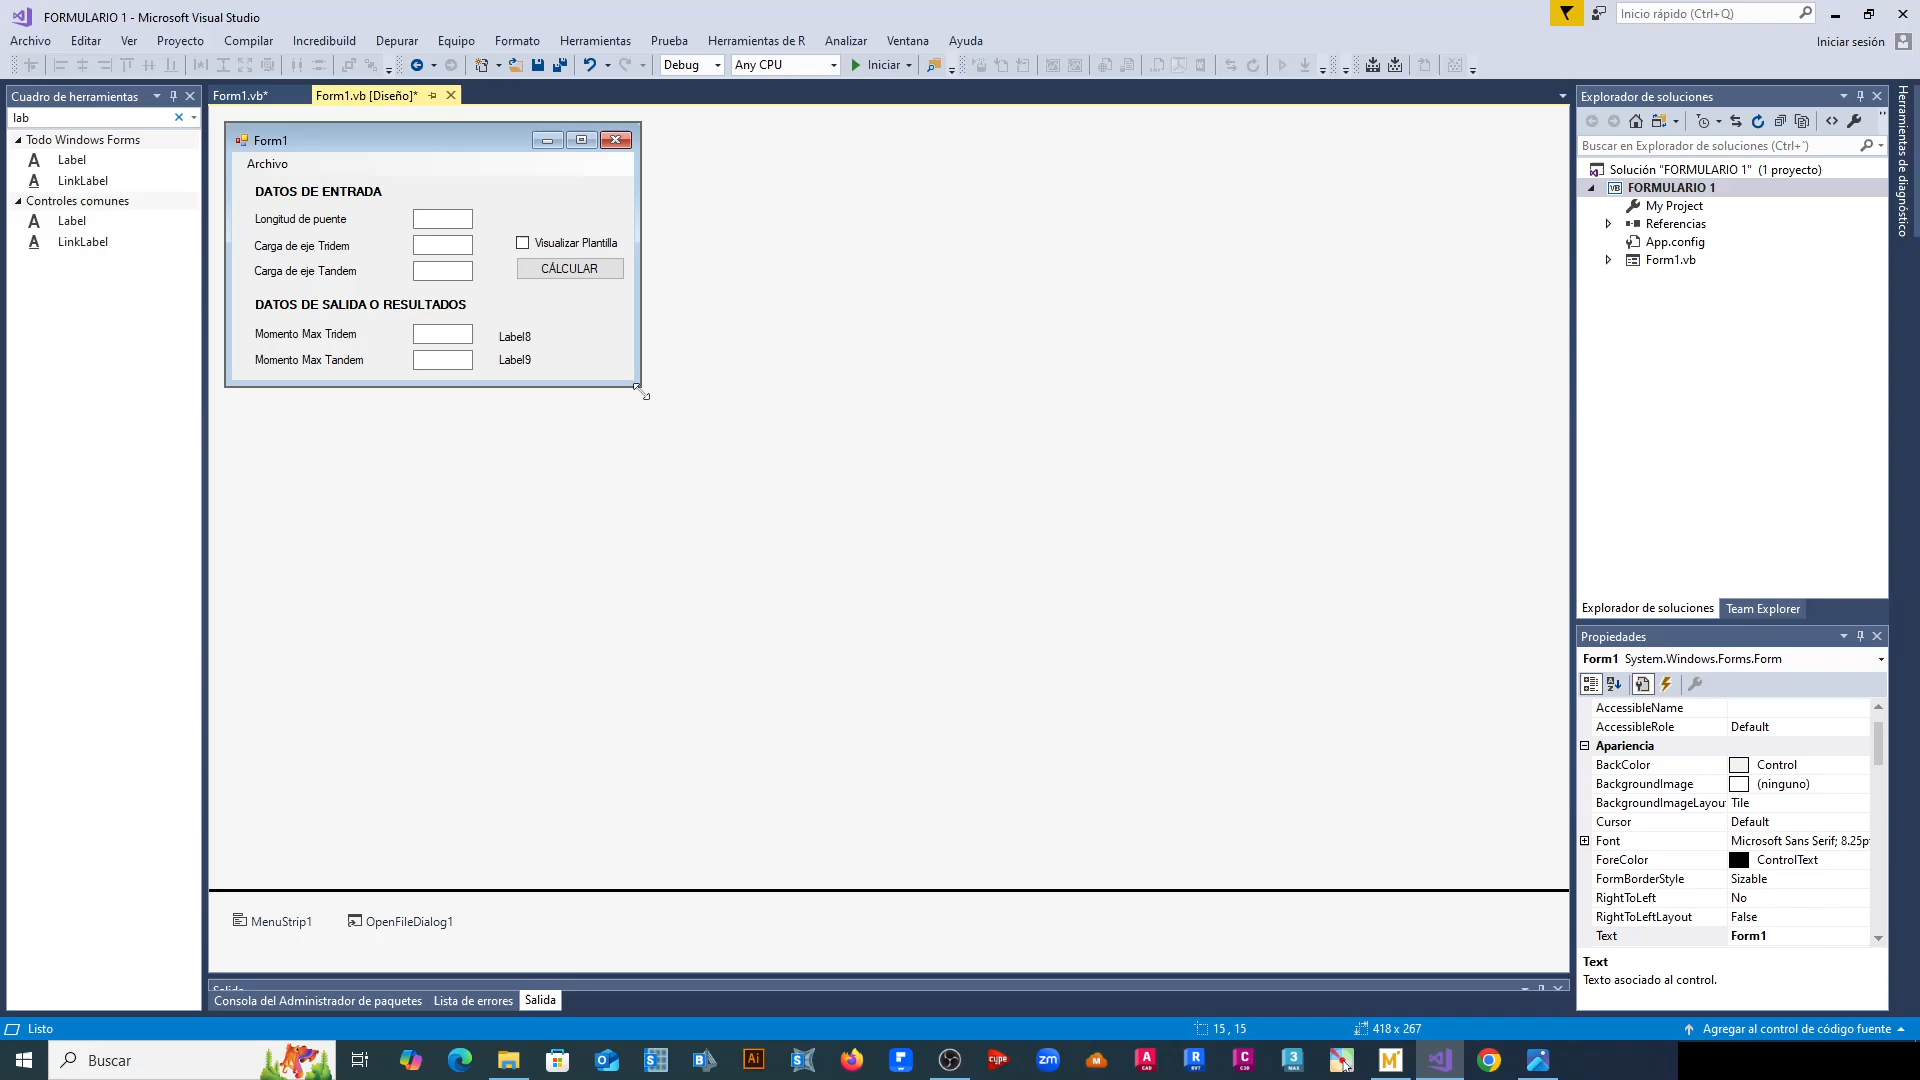 FORMULARIO 1 - Microsoft Visual Studio
Inicio rápido (Ctrl+Q)
Archivo Editar Ver Proyecto Compilar Incredibuild Depurar Equipo Formato Herramientas Prueba Herramientas de R Analizar Ventana Ayuda
Iniciar sesión
Debug Any CPU Iniciar
Cuadro de herramientas
lab
Todo Windows Forms
A Label
A LinkLabel
Controles comunes
A Label
A LinkLabel
Form1.vb* Form1.vb [Diseño]*
Form1
Archivo
DATOS DE ENTRADA
Longitud de puente
Carga de eje Tridem
Visualizar Plantilla
Carga de eje Tandem
CÁLCULAR
DATOS DE SALIDA O RESULTADOS
Momento Max Tridem
Label8
Momento Max Tandem
Label9
MenuStrip1 OpenFileDialog1
Salida
Consola del Administrador de paquetes Lista de errores Salida
Explorador de soluciones
Buscar en Explorador de soluciones (Ctrl+`)
Solución "FORMULARIO 1" (1 proyecto)
VB FORMULARIO 1
My Project
Referencias
App.config
Form1.vb
Explorador de soluciones Team Explorer
Propiedades
Form1 System.Windows.Forms.Form
AccessibleName
AccessibleRole Default
Apariencia
BackColor Control
BackgroundImage (ninguno)
BackgroundImageLayou Tile
Cursor Default
Font Microsoft Sans Serif; 8.25p
ForeColor ControlText
FormBorderStyle Sizable
RightToLeft No
RightToLeftLayout False
Text Form1
Text
Texto asociado al control.
Herramientas de diagnóstico
Listo
15 , 15
418 x 267
Agregar al control de código fuente
Buscar